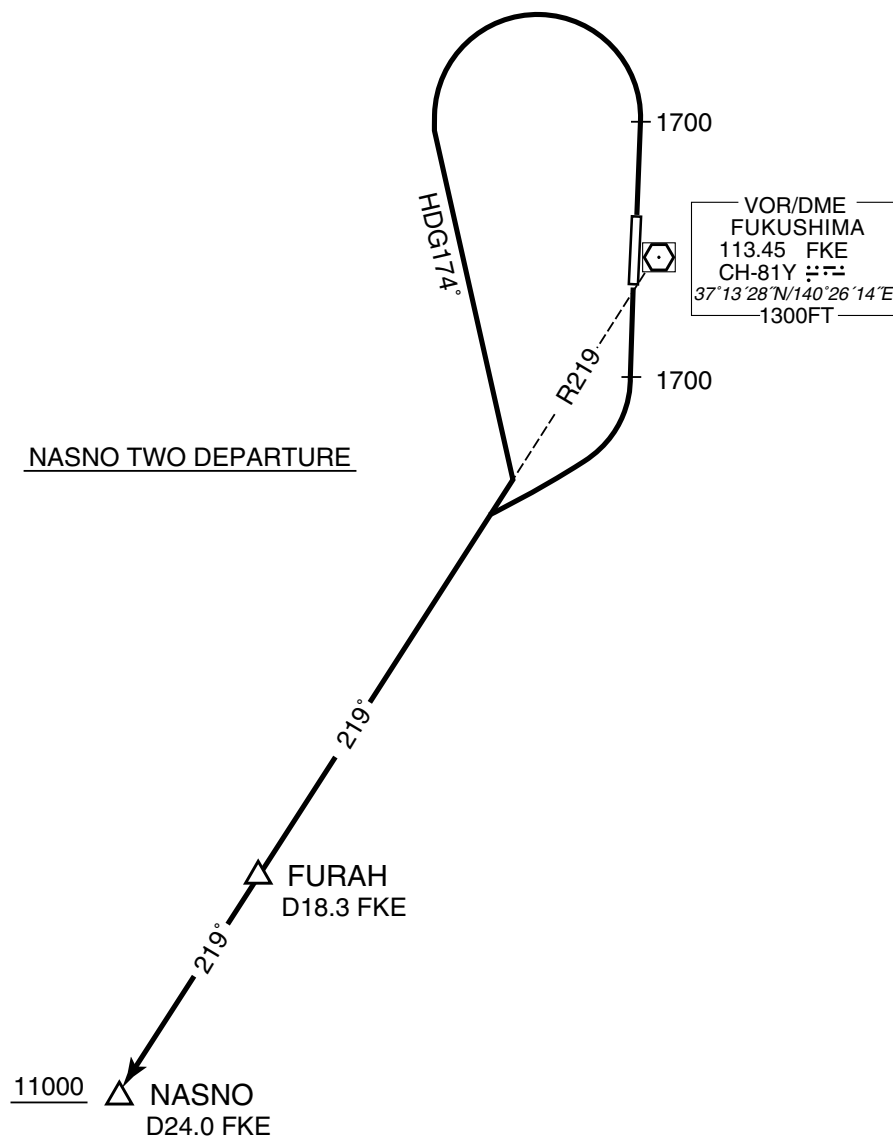 1700
HDG174°
VOR/DME
FUKUSHIMA
113.45 FKE
CH-81Y
37°13´28˝N/140°26´14˝E
1300FT
R219
1700
NASNO TWO DEPARTURE
219°
FURAH
D18.3 FKE
219°
11000
NASNO
D24.0 FKE